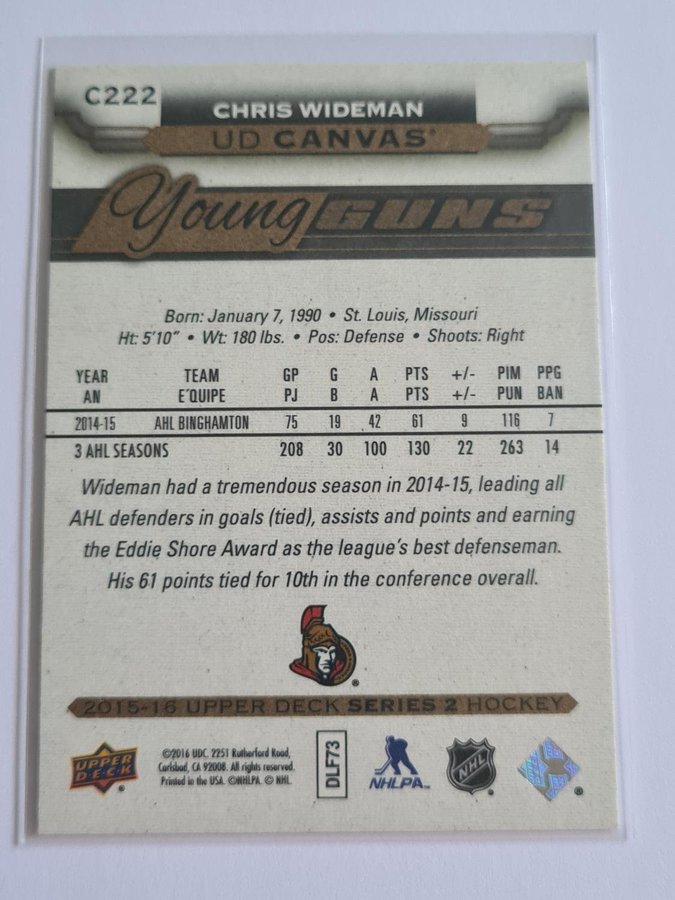 C222
CHRIS WIDEMAN
UD CANVAS®
Young GUNS
Born: January 7, 1990 • St. Louis, Missouri
Ht: 5'10" • Wt: 180 lbs. • Pos: Defense • Shoots: Right
YEAR TEAM GP G A PTS +/- PIM PPG
AN E'QUIPE PJ B A PTS +/- PUN BAN
2014-15 AHL BINGHAMTON 75 19 42 61 9 116 7
3 AHL SEASONS 208 30 100 130 22 263 14
Wideman had a tremendous season in 2014-15, leading all
AHL defenders in goals (tied), assists and points and earning
the Eddie Shore Award as the league's best defenseman.
His 61 points tied for 10th in the conference overall.
®
2015-16 UPPER DECK SERIES 2 HOCKEY
UPPER DECK®
©2016 UDC. 2251 Rutherford Road,
Carlsbad, CA 92008. All rights reserved.
Printed in the USA. ©NHLPA. © NHL.
DLF73
NHLPA™
NHL
®